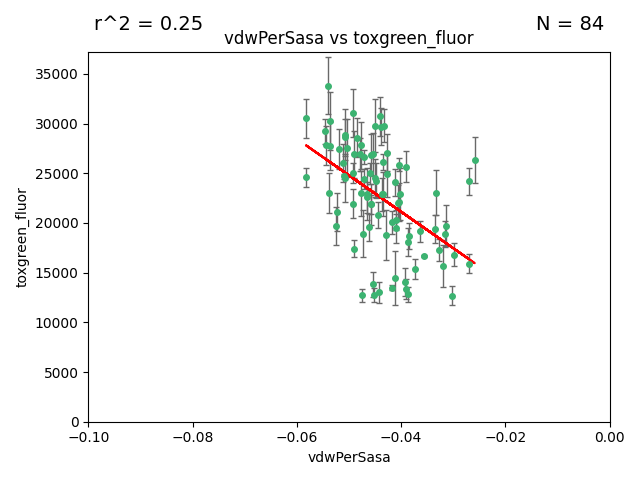 r^2 = 0.25
N = 84
vdwPerSasa vs toxgreen_fluor
toxgreen_fluor
35000
30000
25000
20000
15000
10000
5000
0
−0.10
−0.08
−0.06
−0.04
−0.02
0.00
vdwPerSasa